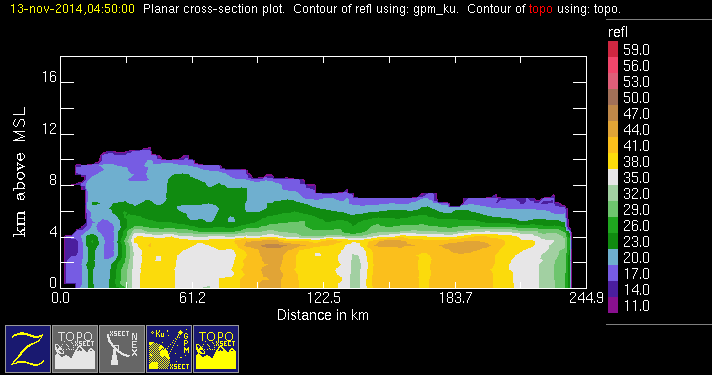 13-nov-2014,04:50:00 Planar cross-section plot. Contour of refl using: gpm_ku. Contour of topo using: topo.
refl
59.0
56.0
53.0
50.0
47.0
44.0
41.0
38.0
35.0
32.0
29.0
26.0
23.0
20.0
17.0
14.0
11.0
km above MSL
16
12
8
4
0
0.0 61.2 122.5 183.7 244.9
Distance in km
Z
TOPO
XSECT
XSECT
Ku
GPM
XSECT
TOPO
XSECT